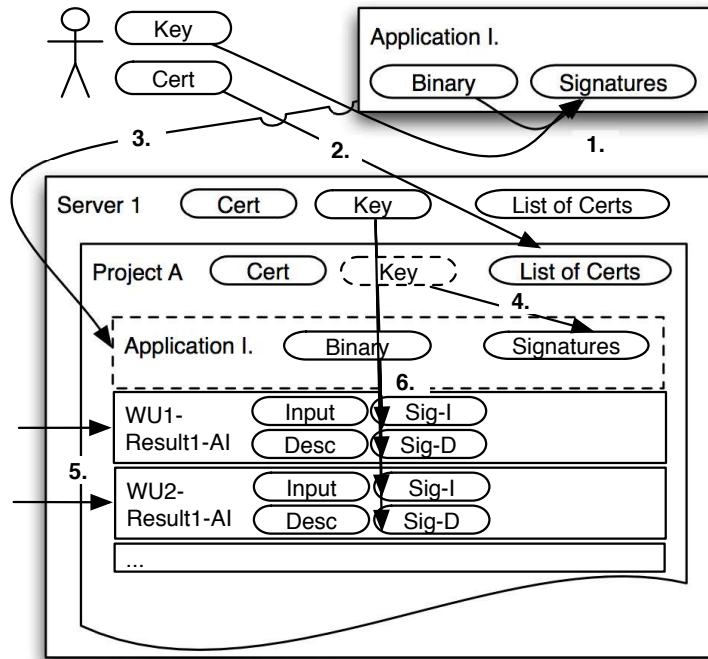 Key
Cert
Application I.
Binary Signatures
1.
2.
3.
Server 1 Cert Key List of Certs
Project A Cert Key List of Certs
4.
Application I. Binary Signatures
6.
WU1-
Result1-AI
Input Sig-I
Desc Sig-D
5.
WU2-
Result1-AI
Input Sig-I
Desc Sig-D
...